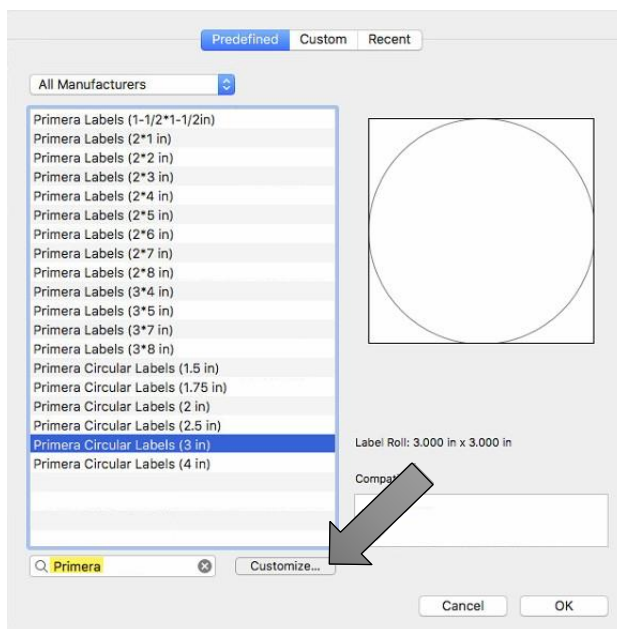 Predefined Custom Recent
All Manufacturers
Primera Labels (1-1/2*1-1/2in)
Primera Labels (2*1 in)
Primera Labels (2*2 in)
Primera Labels (2*3 in)
Primera Labels (2*4 in)
Primera Labels (2*5 in)
Primera Labels (2*6 in)
Primera Labels (2*7 in)
Primera Labels (2*8 in)
Primera Labels (3*4 in)
Primera Labels (3*5 in)
Primera Labels (3*7 in)
Primera Labels (3*8 in)
Primera Circular Labels (1.5 in)
Primera Circular Labels (1.75 in)
Primera Circular Labels (2 in)
Primera Circular Labels (2.5 in)
Primera Circular Labels (3 in)
Primera Circular Labels (4 in)
Label Roll: 3.000 in x 3.000 in
Primera
Customize...
Cancel OK